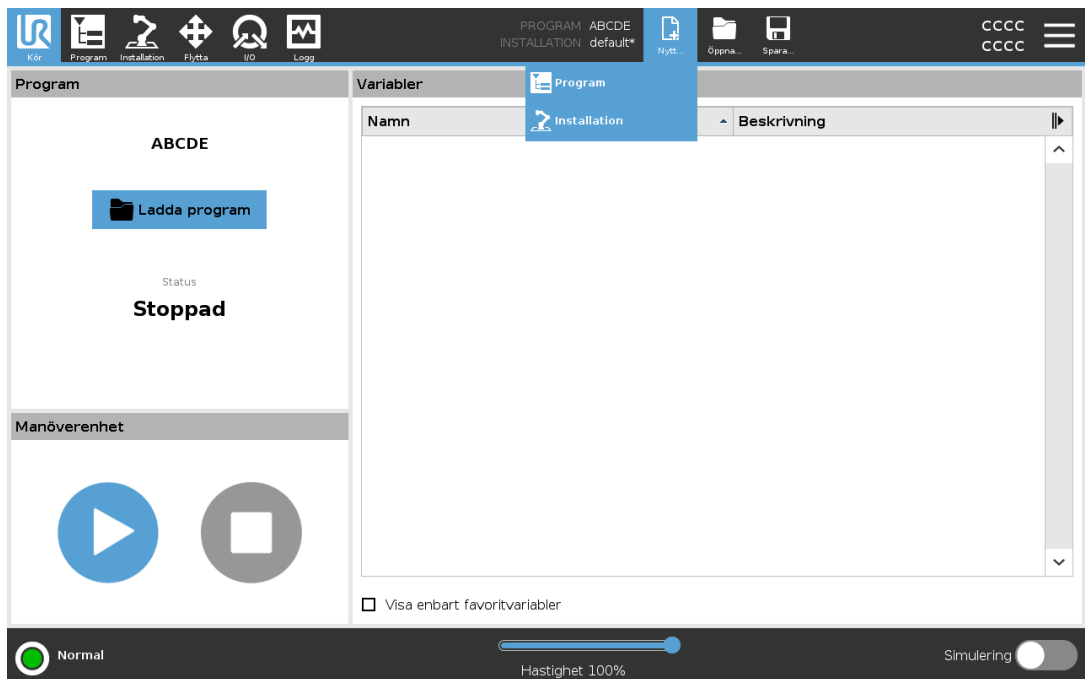 Kör
Program
Installation
Flytta
I/O
Logg
PROGRAM ABCDE
INSTALLATION default*
Nytt...
Öppna...
Spara...
CCCC
CCCC
Program
Variabler
Program
Installation
Namn
Beskrivning
ABCDE
Ladda program
Status
Stoppad
Manöverenhet
Visa enbart favoritvariabler
Normal
Hastighet 100%
Simulering